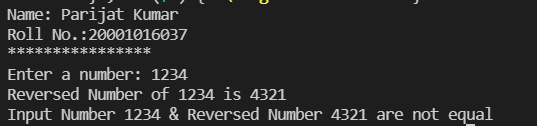 Name: Parijat Kumar
Roll No.:20001016037
****************
Enter a number: 1234
Reversed Number of 1234 is 4321
Input Number 1234 & Reversed Number 4321 are not equal